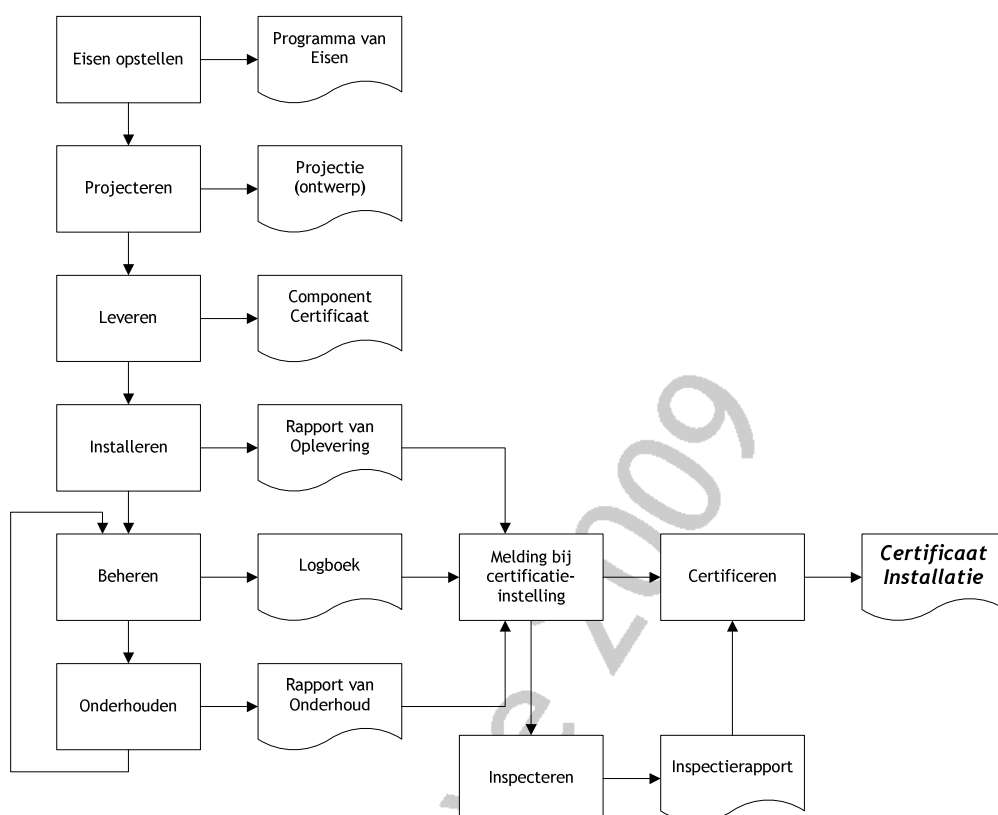 Eisen opstellen
Programma van
Eisen
Projecteren
Projectie
(ontwerp)
Leveren
Component
Certificaat
Installeren
Rapport van
Oplevering
Beheren
Logboek
Melding bij
certificatie-
instelling
Certificeren
Certificaat
Installatie
Onderhouden
Rapport van
Onderhoud
Inspecteren
Inspectierapport
2009